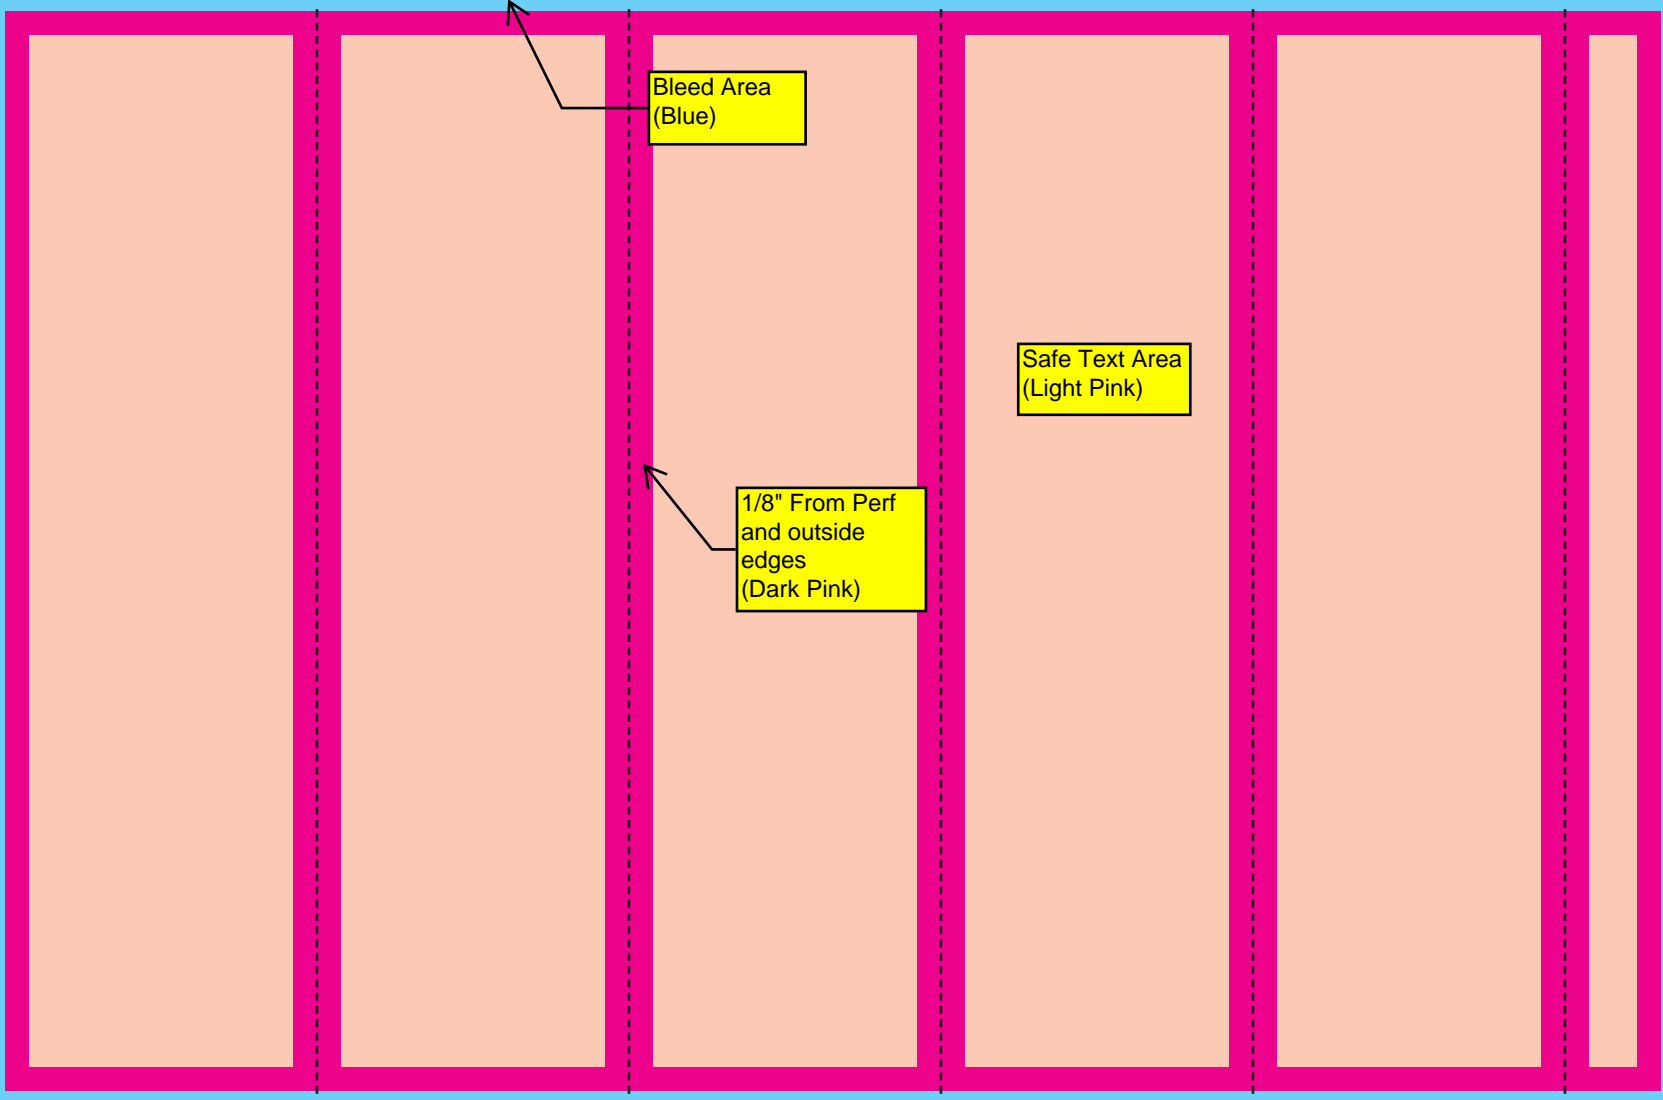 Bleed Area
(Blue)
Safe Text Area
(Light Pink)
1/8" From Perf
and outside
edges
(Dark Pink)